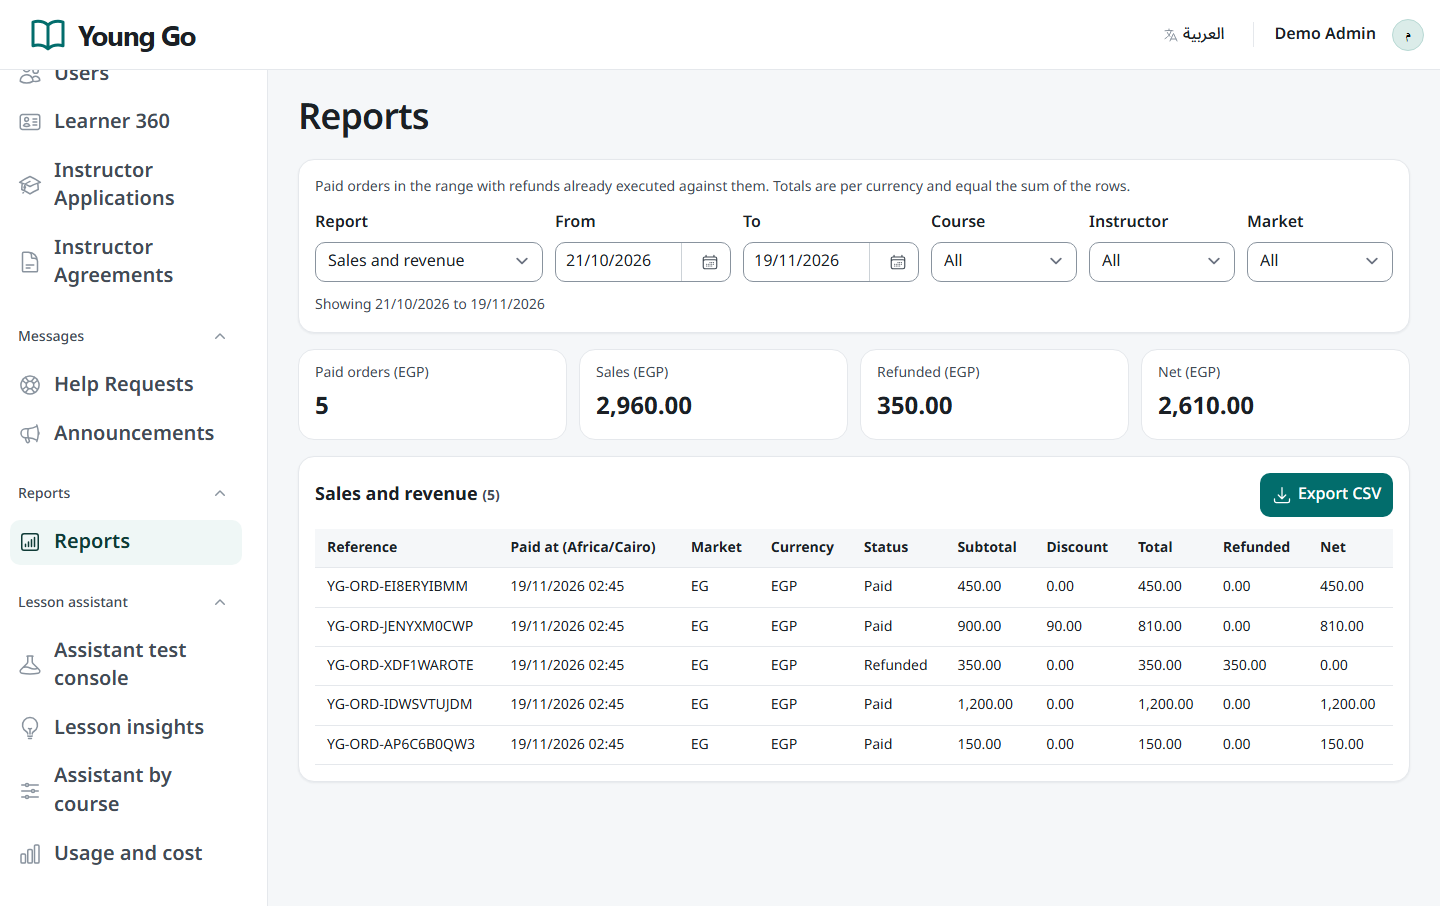 Young Go
العربية
Demo Admin
م
Users
Learner 360
Instructor
Applications
Instructor
Agreements
Messages
Help Requests
Announcements
Reports
Reports
Lesson assistant
Assistant test
console
Lesson insights
Assistant by
course
Usage and cost
Reports
Paid orders in the range with refunds already executed against them. Totals are per currency and equal the sum of the rows.
Report From To Course Instructor Market
Sales and revenue 21/10/2026 19/11/2026 All All All
Showing 21/10/2026 to 19/11/2026
Paid orders (EGP) Sales (EGP) Refunded (EGP) Net (EGP)
5 2,960.00 350.00 2,610.00
Sales and revenue (5) Export CSV
Reference Paid at (Africa/Cairo) Market Currency Status Subtotal Discount Total Refunded Net
YG-ORD-EI8ERYIBMM 19/11/2026 02:45 EG EGP Paid 450.00 0.00 450.00 0.00 450.00
YG-ORD-JENYXM0CWP 19/11/2026 02:45 EG EGP Paid 900.00 90.00 810.00 0.00 810.00
YG-ORD-XDF1WAROTE 19/11/2026 02:45 EG EGP Refunded 350.00 0.00 350.00 350.00 0.00
YG-ORD-IDWSVTUJDM 19/11/2026 02:45 EG EGP Paid 1,200.00 0.00 1,200.00 0.00 1,200.00
YG-ORD-AP6C6B0QW3 19/11/2026 02:45 EG EGP Paid 150.00 0.00 150.00 0.00 150.00